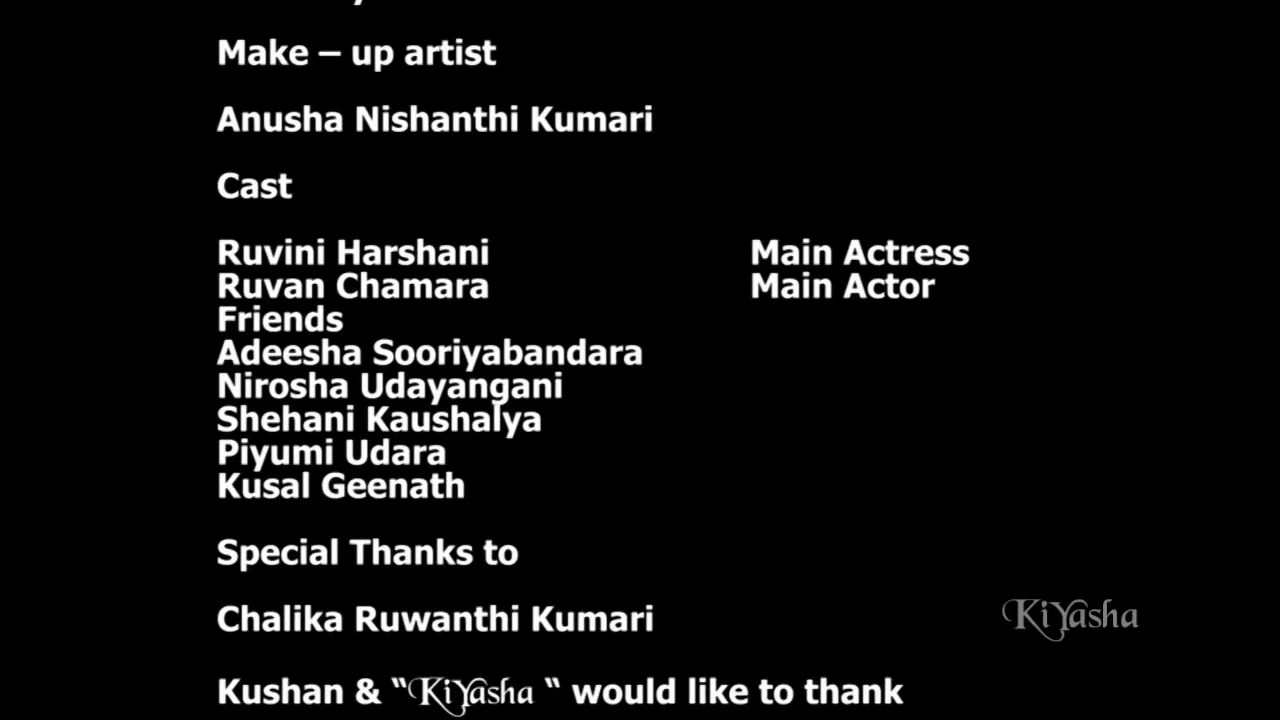 Make – up artist
Anusha Nishanthi Kumari
Cast
Ruvini Harshani Main Actress
Ruvan Chamara Main Actor
Friends
Adeesha Sooriyabandara
Nirosha Udayangani
Shehani Kaushalya
Piyumi Udara
Kusal Geenath
Special Thanks to
Chalika Ruwanthi Kumari
KiYasha
Kushan & “KiYasha “ would like to thank